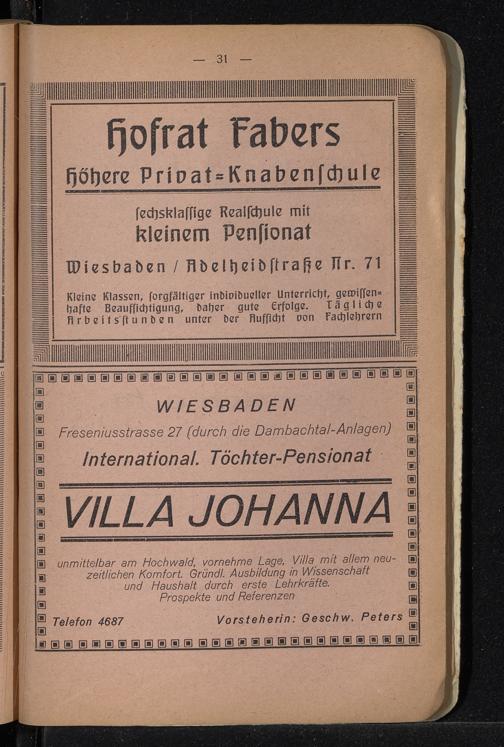 — 31 —
Hofrat Fabers
Höhere Privat=Knabenschule
sechsklassige Realschule mit
kleinem Pensionat
Wiesbaden / Adelheidstraße Nr. 71
Kleine Klassen, sorgfältiger individueller Unterricht, gewissen=
hafte Beaufsichtigung, daher gute Erfolge. Tägliche
Arbeitsstunden unter der Aufsicht von Fachlehrern
WIESBADEN
Freseniusstrasse 27 (durch die Dambachtal-Anlagen)
International. Töchter-Pensionat
VILLA JOHANNA
unmittelbar am Hochwald, vornehme Lage, Villa mit allem neu-
zeitlichen Komfort. Gründl. Ausbildung in Wissenschaft
und Haushalt durch erste Lehrkräfte.
Prospekte und Referenzen
Telefon 4687 Vorsteherin: Geschw. Peters